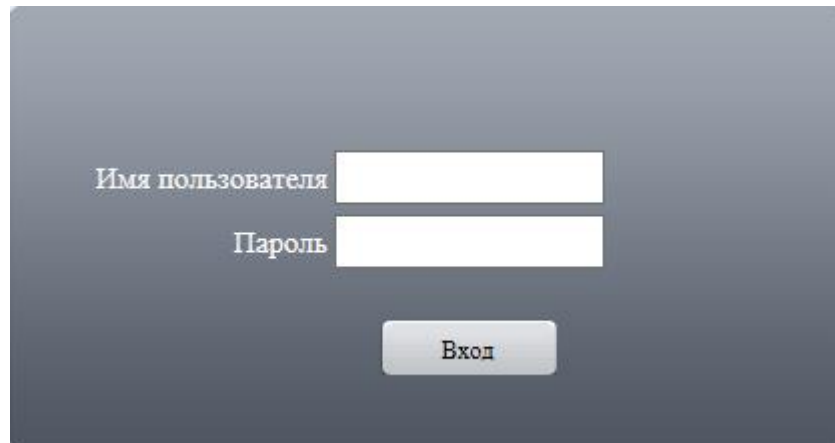 Имя пользователя
Пароль
Вход